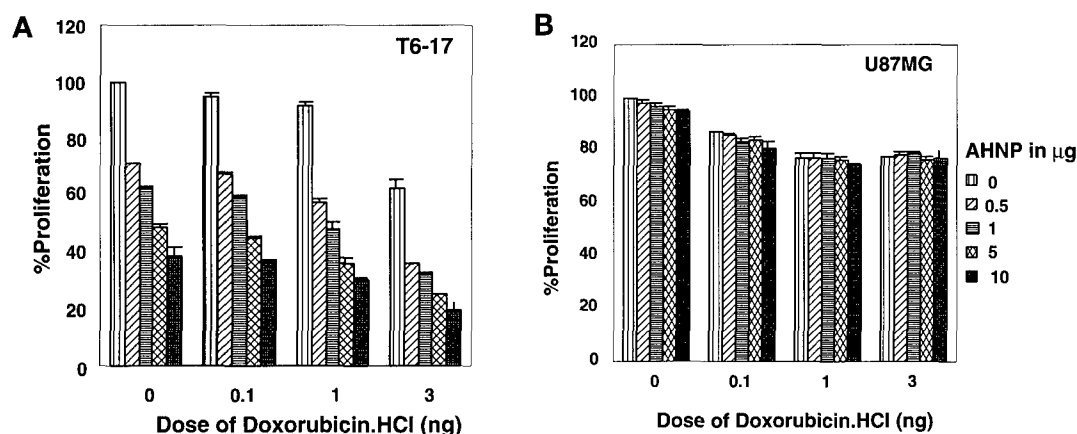 A
T6-17
120
100
80
60
40
20
0
%Proliferation
0 0.1 1 3
Dose of Doxorubicin.HCl (ng)
B
U87MG
120
100
80
60
40
20
0
%Proliferation
0 0.1 1 3
Dose of Doxorubicin.HCl (ng)
AHNP in μg
0
0.5
1
5
10